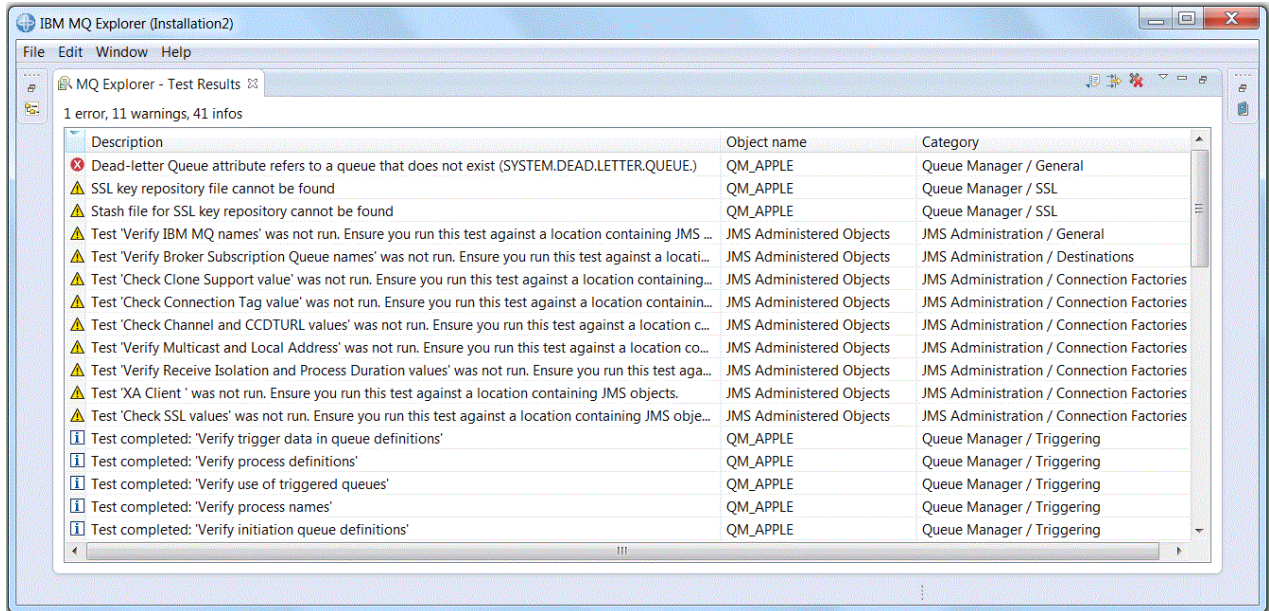 IBM MQ Explorer (Installation2)
File Edit Window Help
MQ Explorer - Test Results
1 error, 11 warnings, 41 infos
Description Object name Category
Dead-letter Queue attribute refers to a queue that does not exist (SYSTEM.DEAD.LETTER.QUEUE.) QM_APPLE Queue Manager / General
SSL key repository file cannot be found QM_APPLE Queue Manager / SSL
Stash file for SSL key repository cannot be found QM_APPLE Queue Manager / SSL
Test 'Verify IBM MQ names' was not run. Ensure you run this test against a location containing JMS ... JMS Administered Objects JMS Administration / General
Test 'Verify Broker Subscription Queue names' was not run. Ensure you run this test against a locati... JMS Administered Objects JMS Administration / Destinations
Test 'Check Clone Support value' was not run. Ensure you run this test against a location containing... JMS Administered Objects JMS Administration / Connection Factories
Test 'Check Connection Tag value' was not run. Ensure you run this test against a location containin... JMS Administered Objects JMS Administration / Connection Factories
Test 'Check Channel and CCDTURL values' was not run. Ensure you run this test against a location c... JMS Administered Objects JMS Administration / Connection Factories
Test 'Verify Multicast and Local Address' was not run. Ensure you run this test against a location co... JMS Administered Objects JMS Administration / Connection Factories
Test 'Verify Receive Isolation and Process Duration values' was not run. Ensure you run this test aga... JMS Administered Objects JMS Administration / Connection Factories
Test 'XA Client ' was not run. Ensure you run this test against a location containing JMS objects. JMS Administered Objects JMS Administration / Connection Factories
Test 'Check SSL values' was not run. Ensure you run this test against a location containing JMS obje... JMS Administered Objects JMS Administration / Connection Factories
Test completed: 'Verify trigger data in queue definitions' QM_APPLE Queue Manager / Triggering
Test completed: 'Verify process definitions' QM_APPLE Queue Manager / Triggering
Test completed: 'Verify use of triggered queues' QM_APPLE Queue Manager / Triggering
Test completed: 'Verify process names' QM_APPLE Queue Manager / Triggering
Test completed: 'Verify initiation queue definitions' QM_APPLE Queue Manager / Triggering